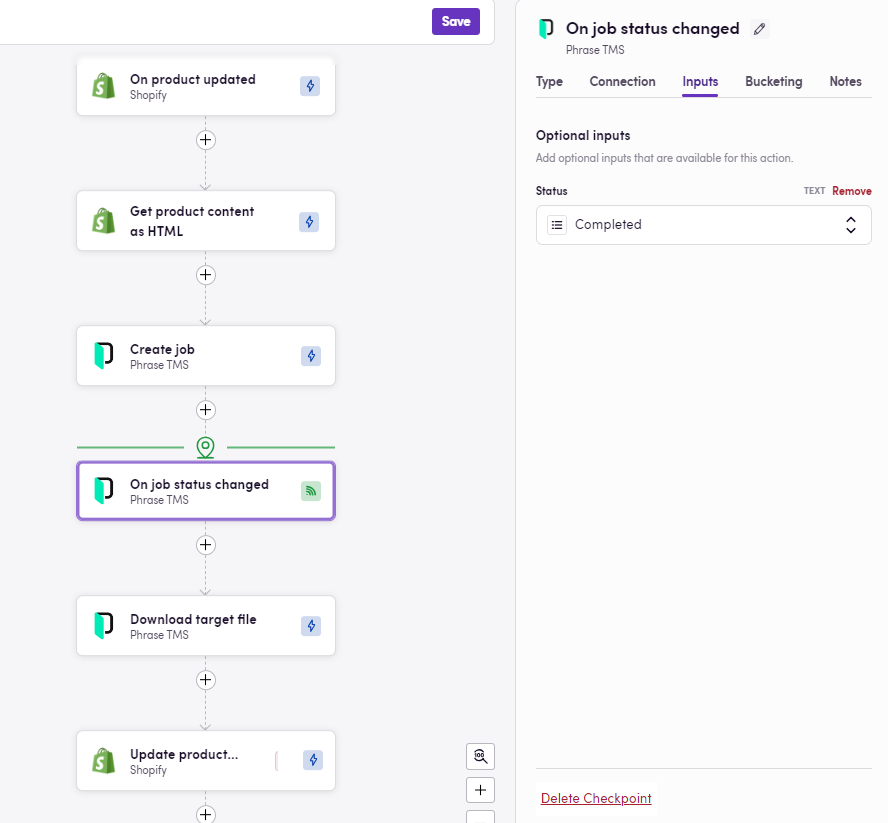 Save
On product updated
Shopify
Get product content
as HTML
Create job
Phrase TMS
On job status changed
Phrase TMS
Download target file
Phrase TMS
Update product...
Shopify
On job status changed
Phrase TMS
Type Connection Inputs Bucketing Notes
Optional inputs
Add optional inputs that are available for this action.
Status TEXT Remove
Completed
Delete Checkpoint
100